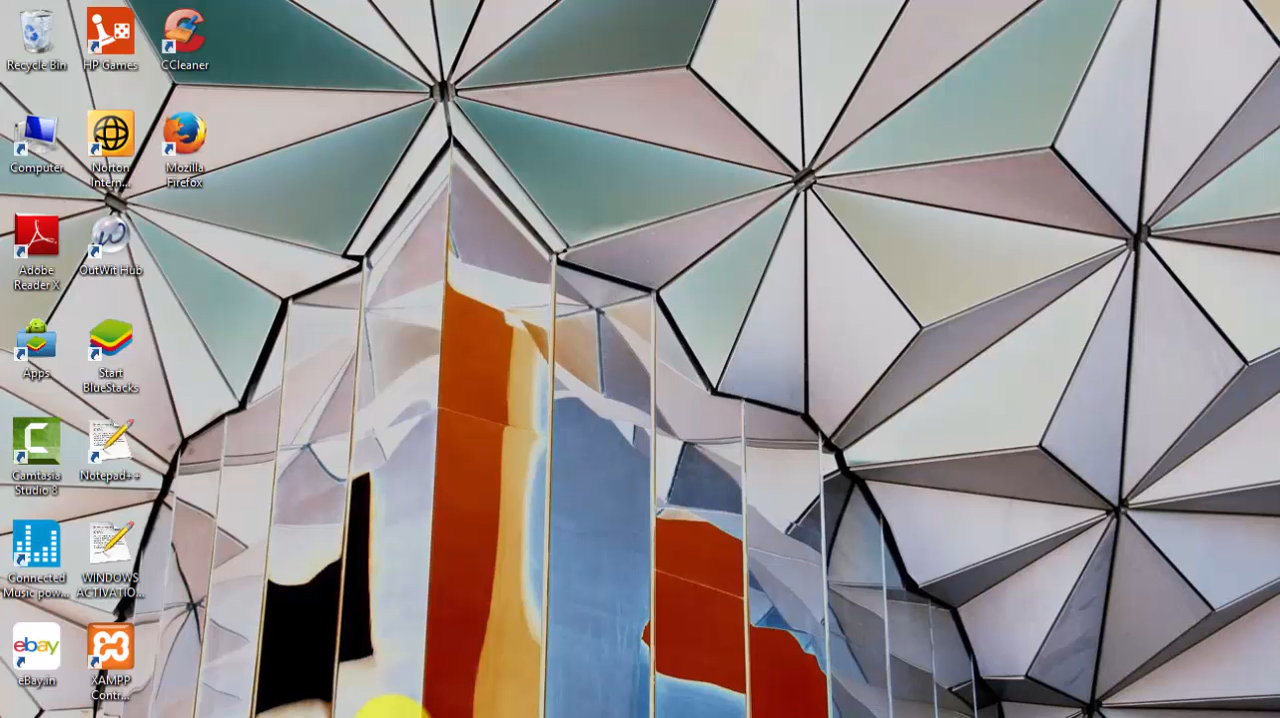 Recycle Bin
HP Games
CCleaner
Computer
Norton
Intern...
Mozilla
Firefox
Adobe
Reader X
OutWit Hub
Apps
Start
BlueStacks
Camtasia
Studio 8
Notepad++
Connected
Music pow...
WINDOWS
ACTIVATIO...
ebay
eBay.in
XAMPP
Contr...